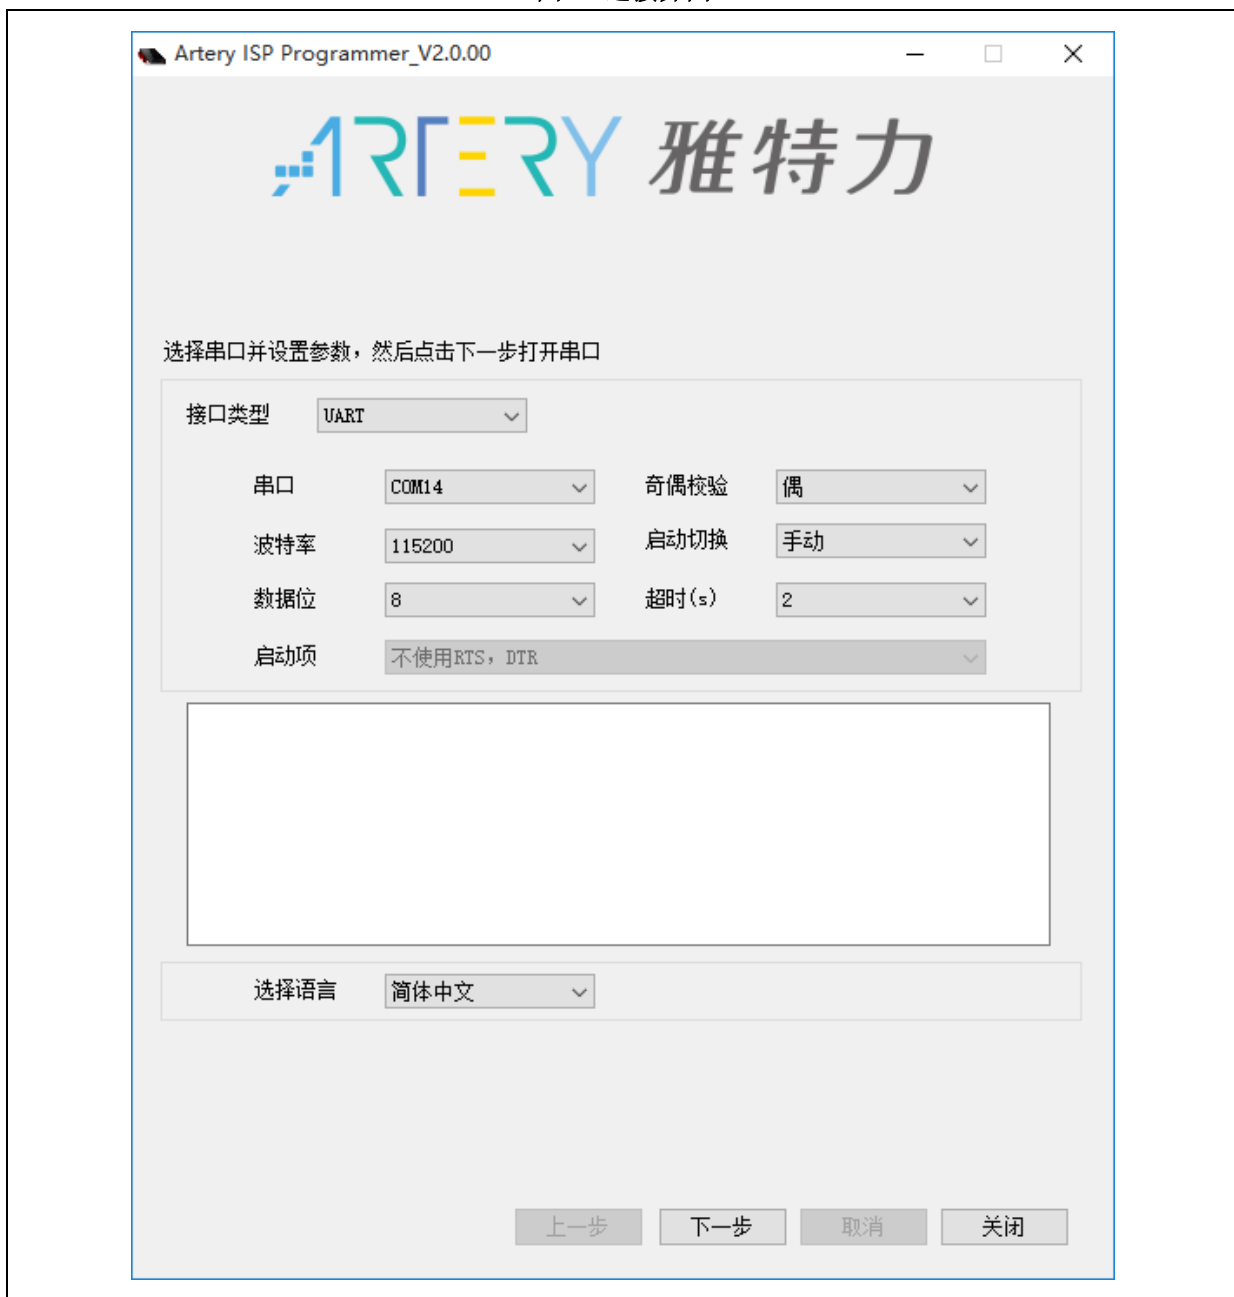 Artery ISP Programmer_V2.0.00
ARTERY 雅特力
选择串口并设置参数，然后点击下一步打开串口
接口类型 UART
串口 COM14 奇偶校验 偶
波特率 115200 启动切换 手动
数据位 8 超时(s) 2
启动项 不使用RTS，DTR
选择语言 简体中文
上一步 下一步 取消 关闭